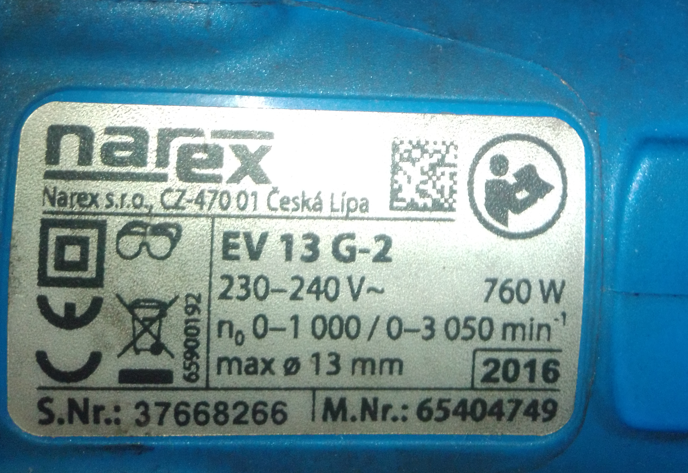 narex
Narex s.r.o., CZ-470 01 Česká Lípa
EV 13 G-2
230–240 V~ 760 W
n₀ 0–1 000 / 0–3 050 min⁻¹
max ø 13 mm 2016
65900192
S.Nr.: 37668266 M.Nr.: 65404749
CE